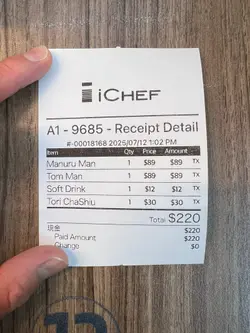 iCHEF
A1 - 9685 - Receipt Detail
#-00018168 2025/07/12 1:02 PM
Item Qty Price Amount
Manuru Man 1 $89 $89 TX
Tom Man 1 $89 $89 TX
Soft Drink 1 $12 $12 TX
Tori ChaShiu 1 $30 $30 TX
Total $220
現金 $220
Paid Amount $220
Change $0